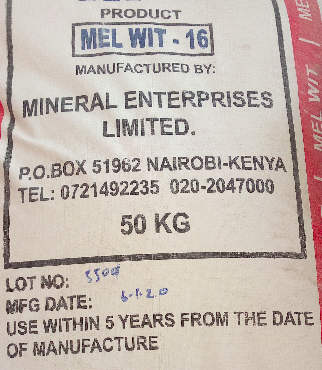 PRODUCT
MEL WIT - 16
MANUFACTURED BY:
MINERAL ENTERPRISES
LIMITED.
P.O.BOX 51962 NAIROBI-KENYA
TEL: 0721492235 020-2047000
50 KG
LOT NO: 5500
MFG DATE: 6.1.20
USE WITHIN 5 YEARS FROM THE DATE
OF MANUFACTURE
MEL WIT